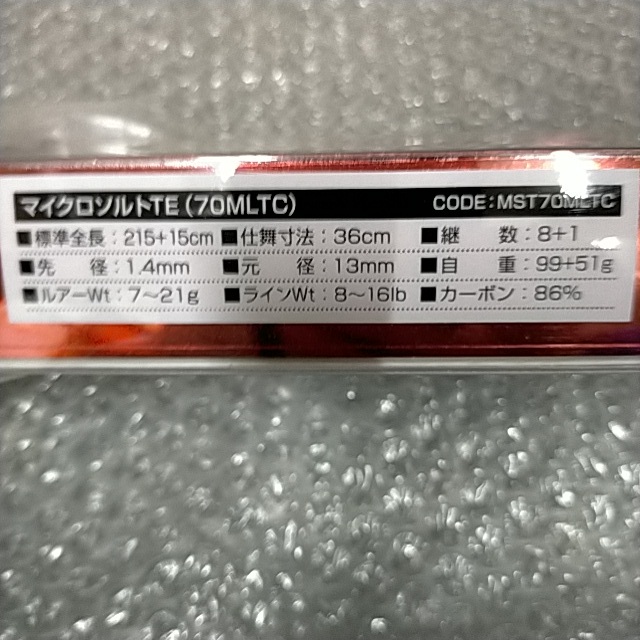 マイクロソルトTE (70MLTC) CODE:MST70MLTC
■標準全長:215+15cm ■仕舞寸法:36cm ■継 数:8+1
■先 径:1.4mm ■元 径:13mm ■自 重:99+51g
■ルアーWt:7〜21g ■ラインWt:8〜16lb ■カーボン:86%